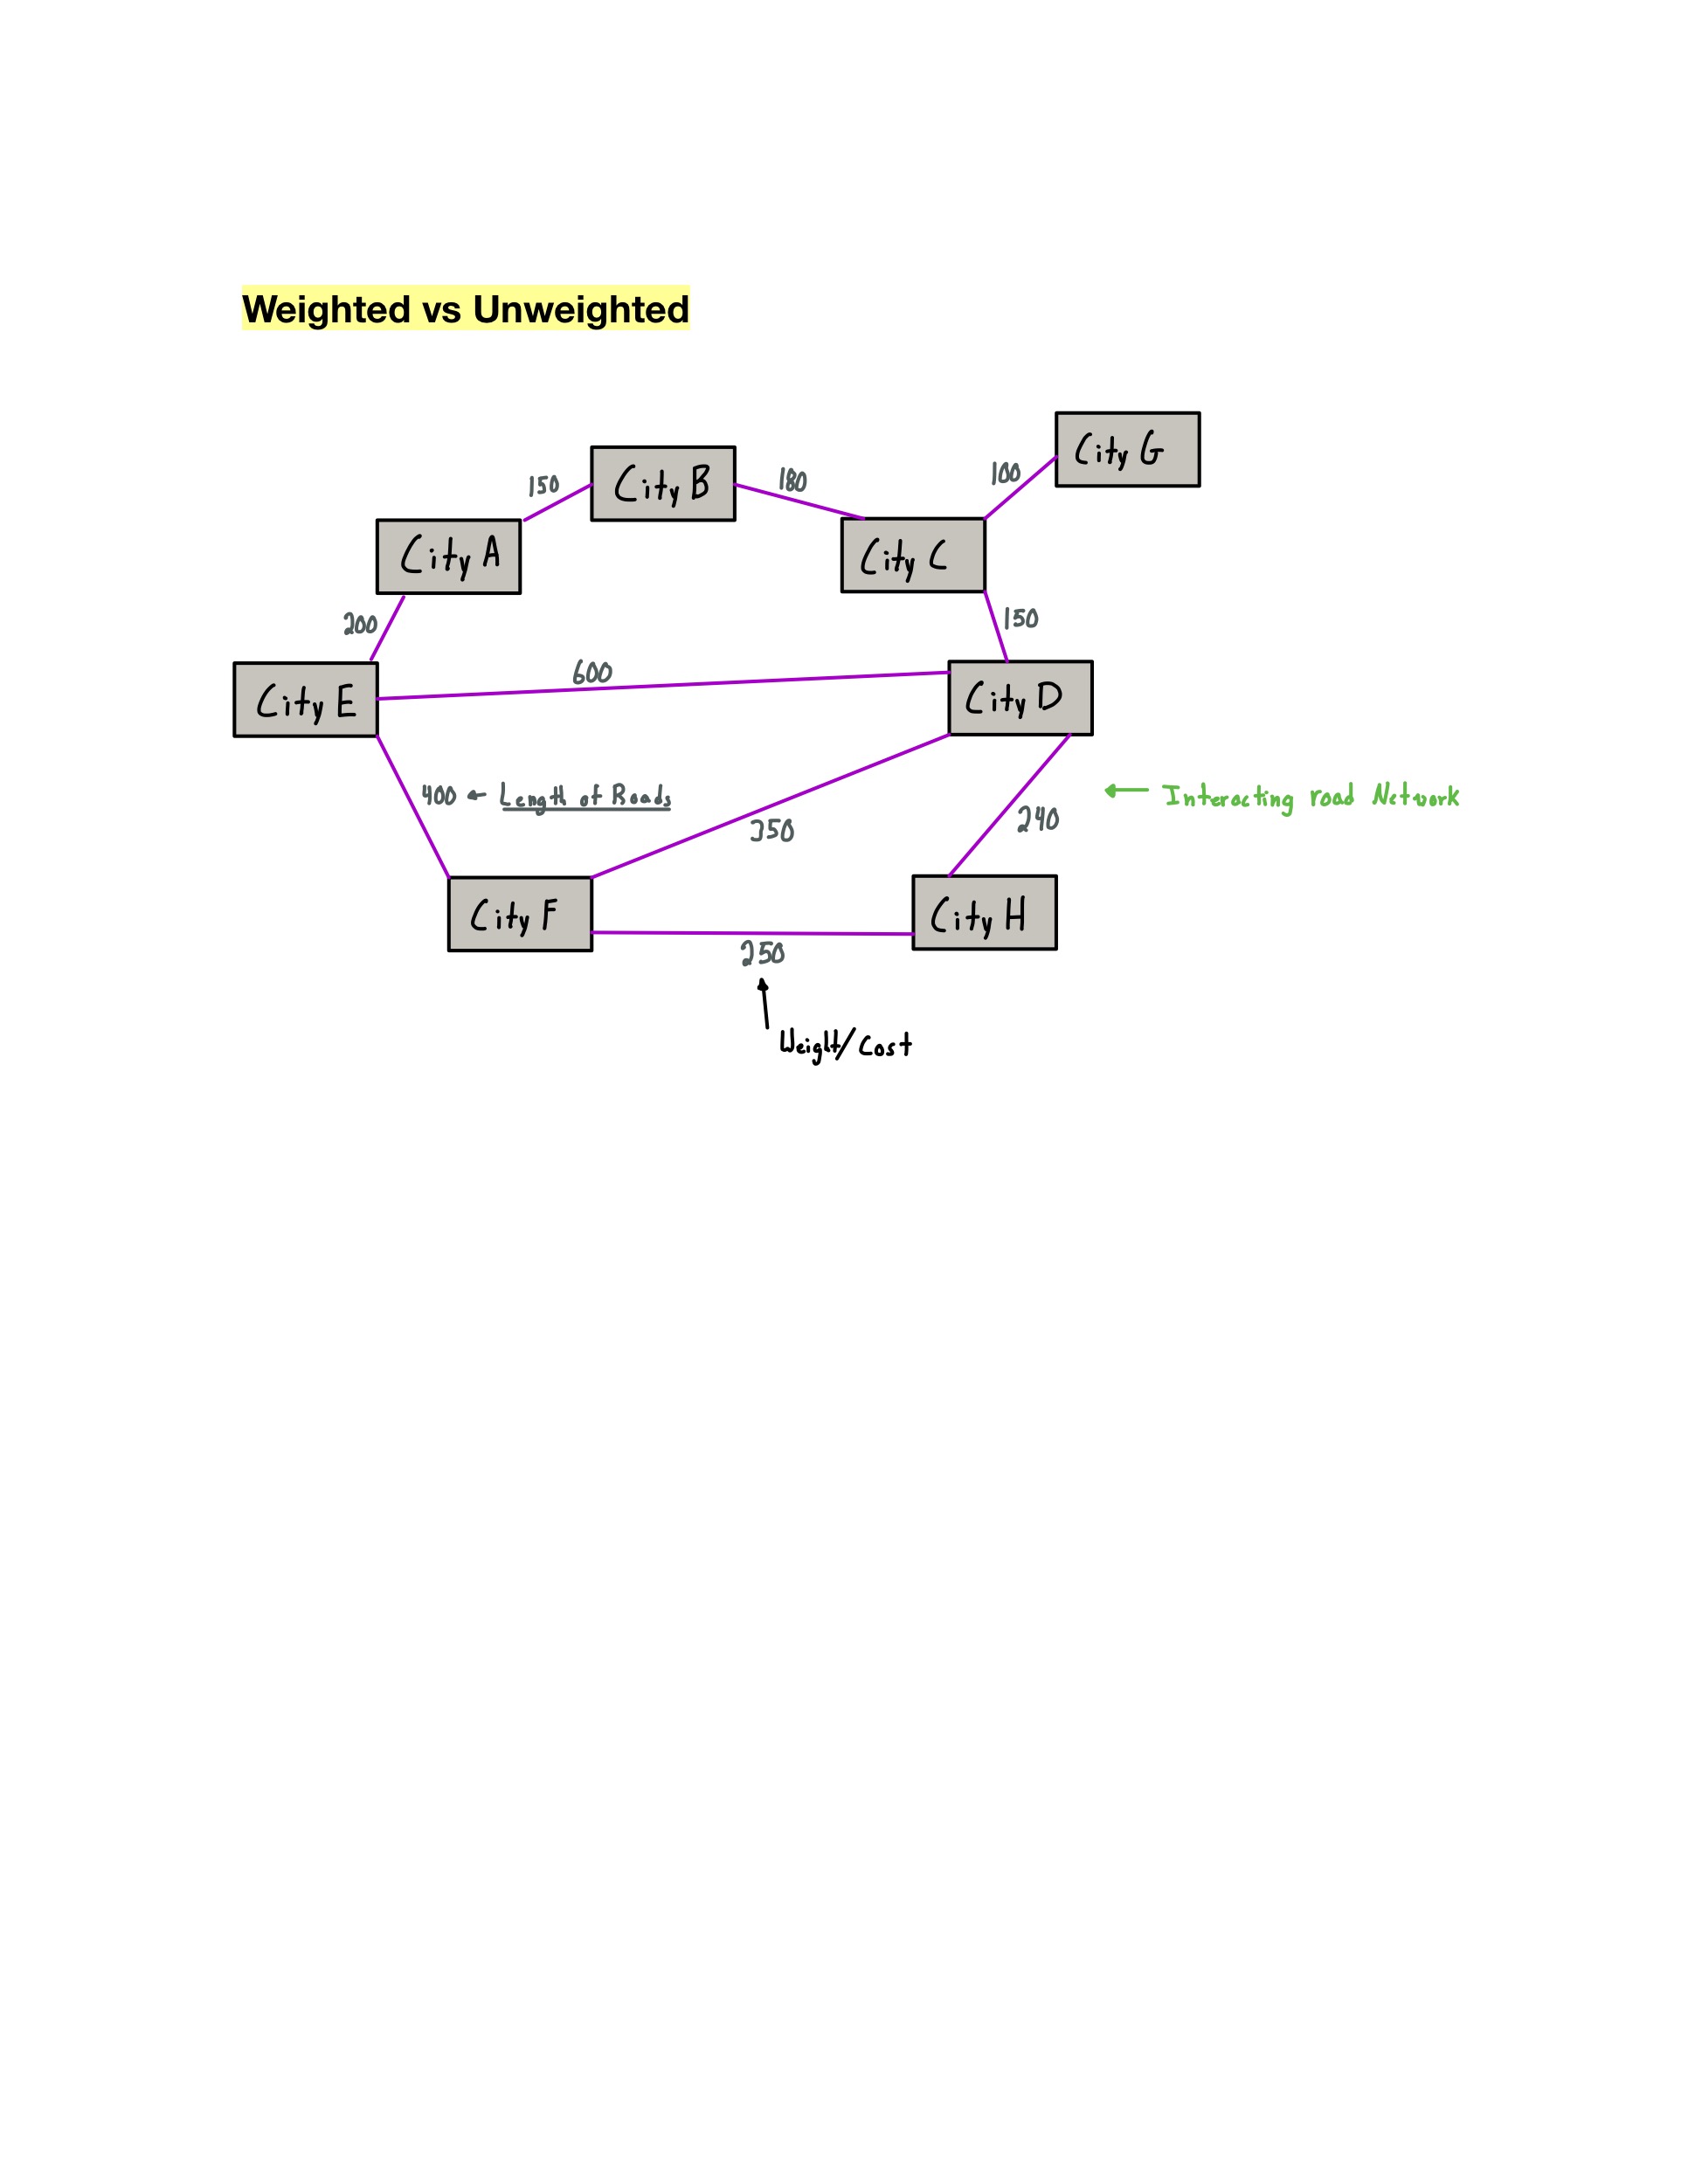 Weighted vs Unweighted
City G
City B
180
100
150
City A
City C
200
150
600
City E
City D
400 ← Length of Roads
Interacting road Network
350
240
City F
City H
250
Weight/Cost